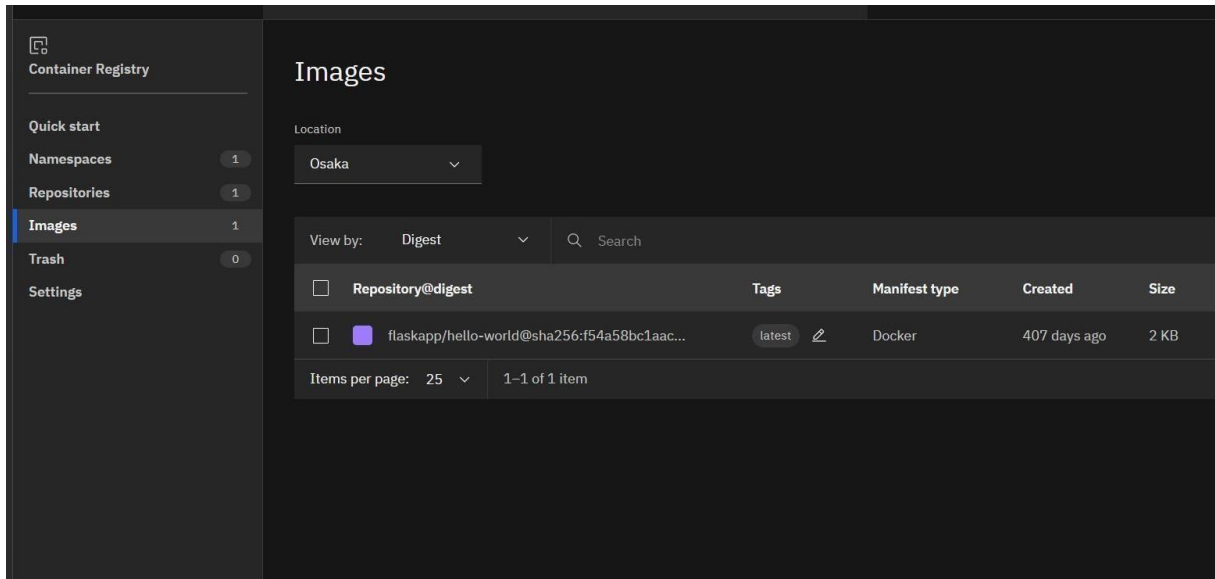 Container Registry
Quick start
Namespaces 1
Repositories 1
Images 1
Trash 0
Settings
Images
Location
Osaka
View by: Digest Search
Repository@digest Tags Manifest type Created Size
flaskapp/hello-world@sha256:f54a58bc1aac... latest Docker 407 days ago 2 KB
Items per page: 25 1–1 of 1 item